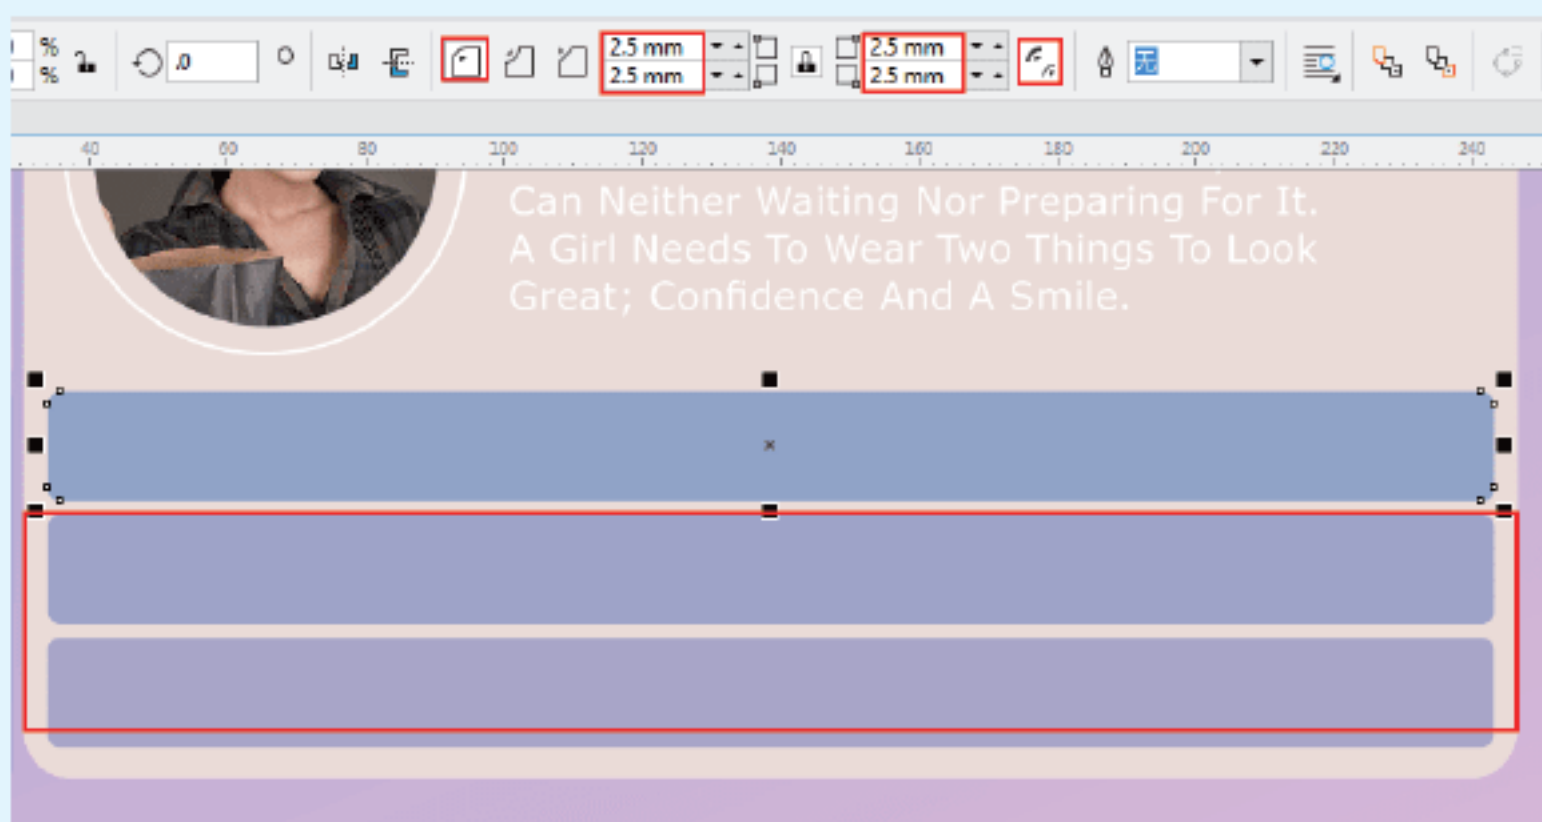 %
%
.0
2.5 mm
2.5 mm
2.5 mm
2.5 mm
无
40 60 80 100 120 140 160 180 200 220 240
Can Neither Waiting Nor Preparing For It.
A Girl Needs To Wear Two Things To Look
Great; Confidence And A Smile.